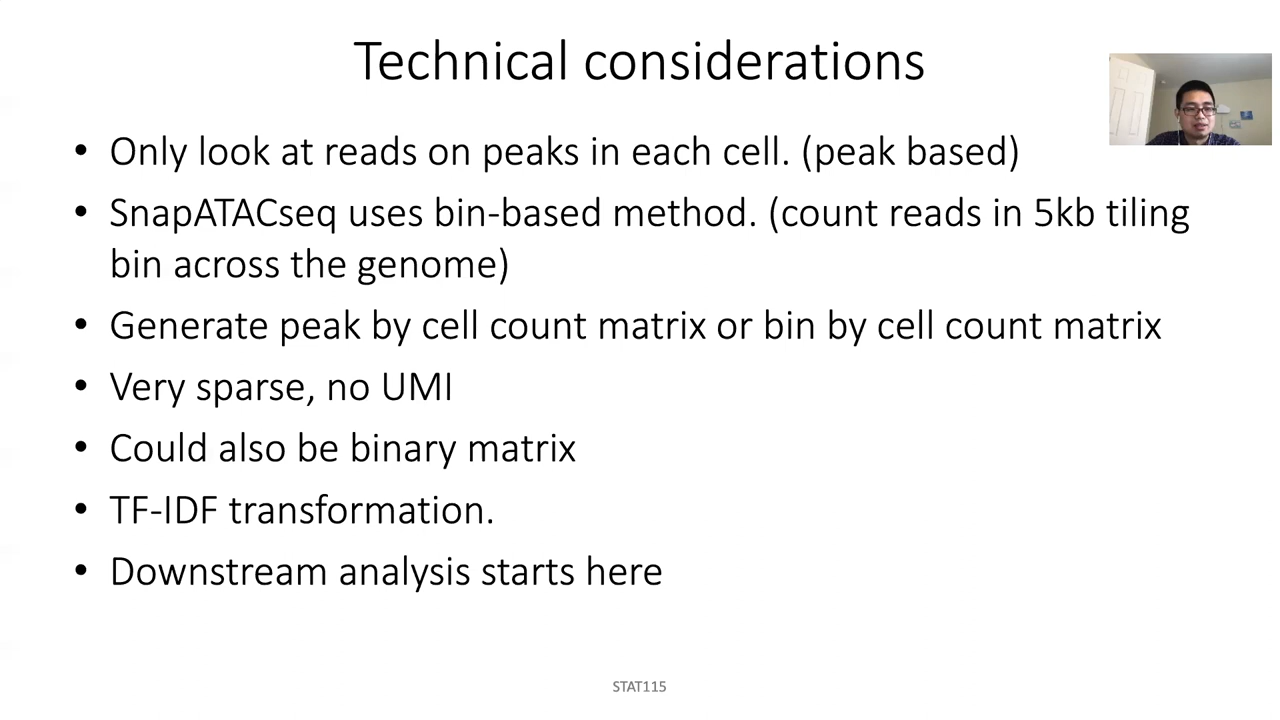 Technical considerations
• Only look at reads on peaks in each cell. (peak based)
• SnapATACseq uses bin-based method. (count reads in 5kb tiling
bin across the genome)
• Generate peak by cell count matrix or bin by cell count matrix
• Very sparse, no UMI
• Could also be binary matrix
• TF-IDF transformation.
• Downstream analysis starts here
STAT115